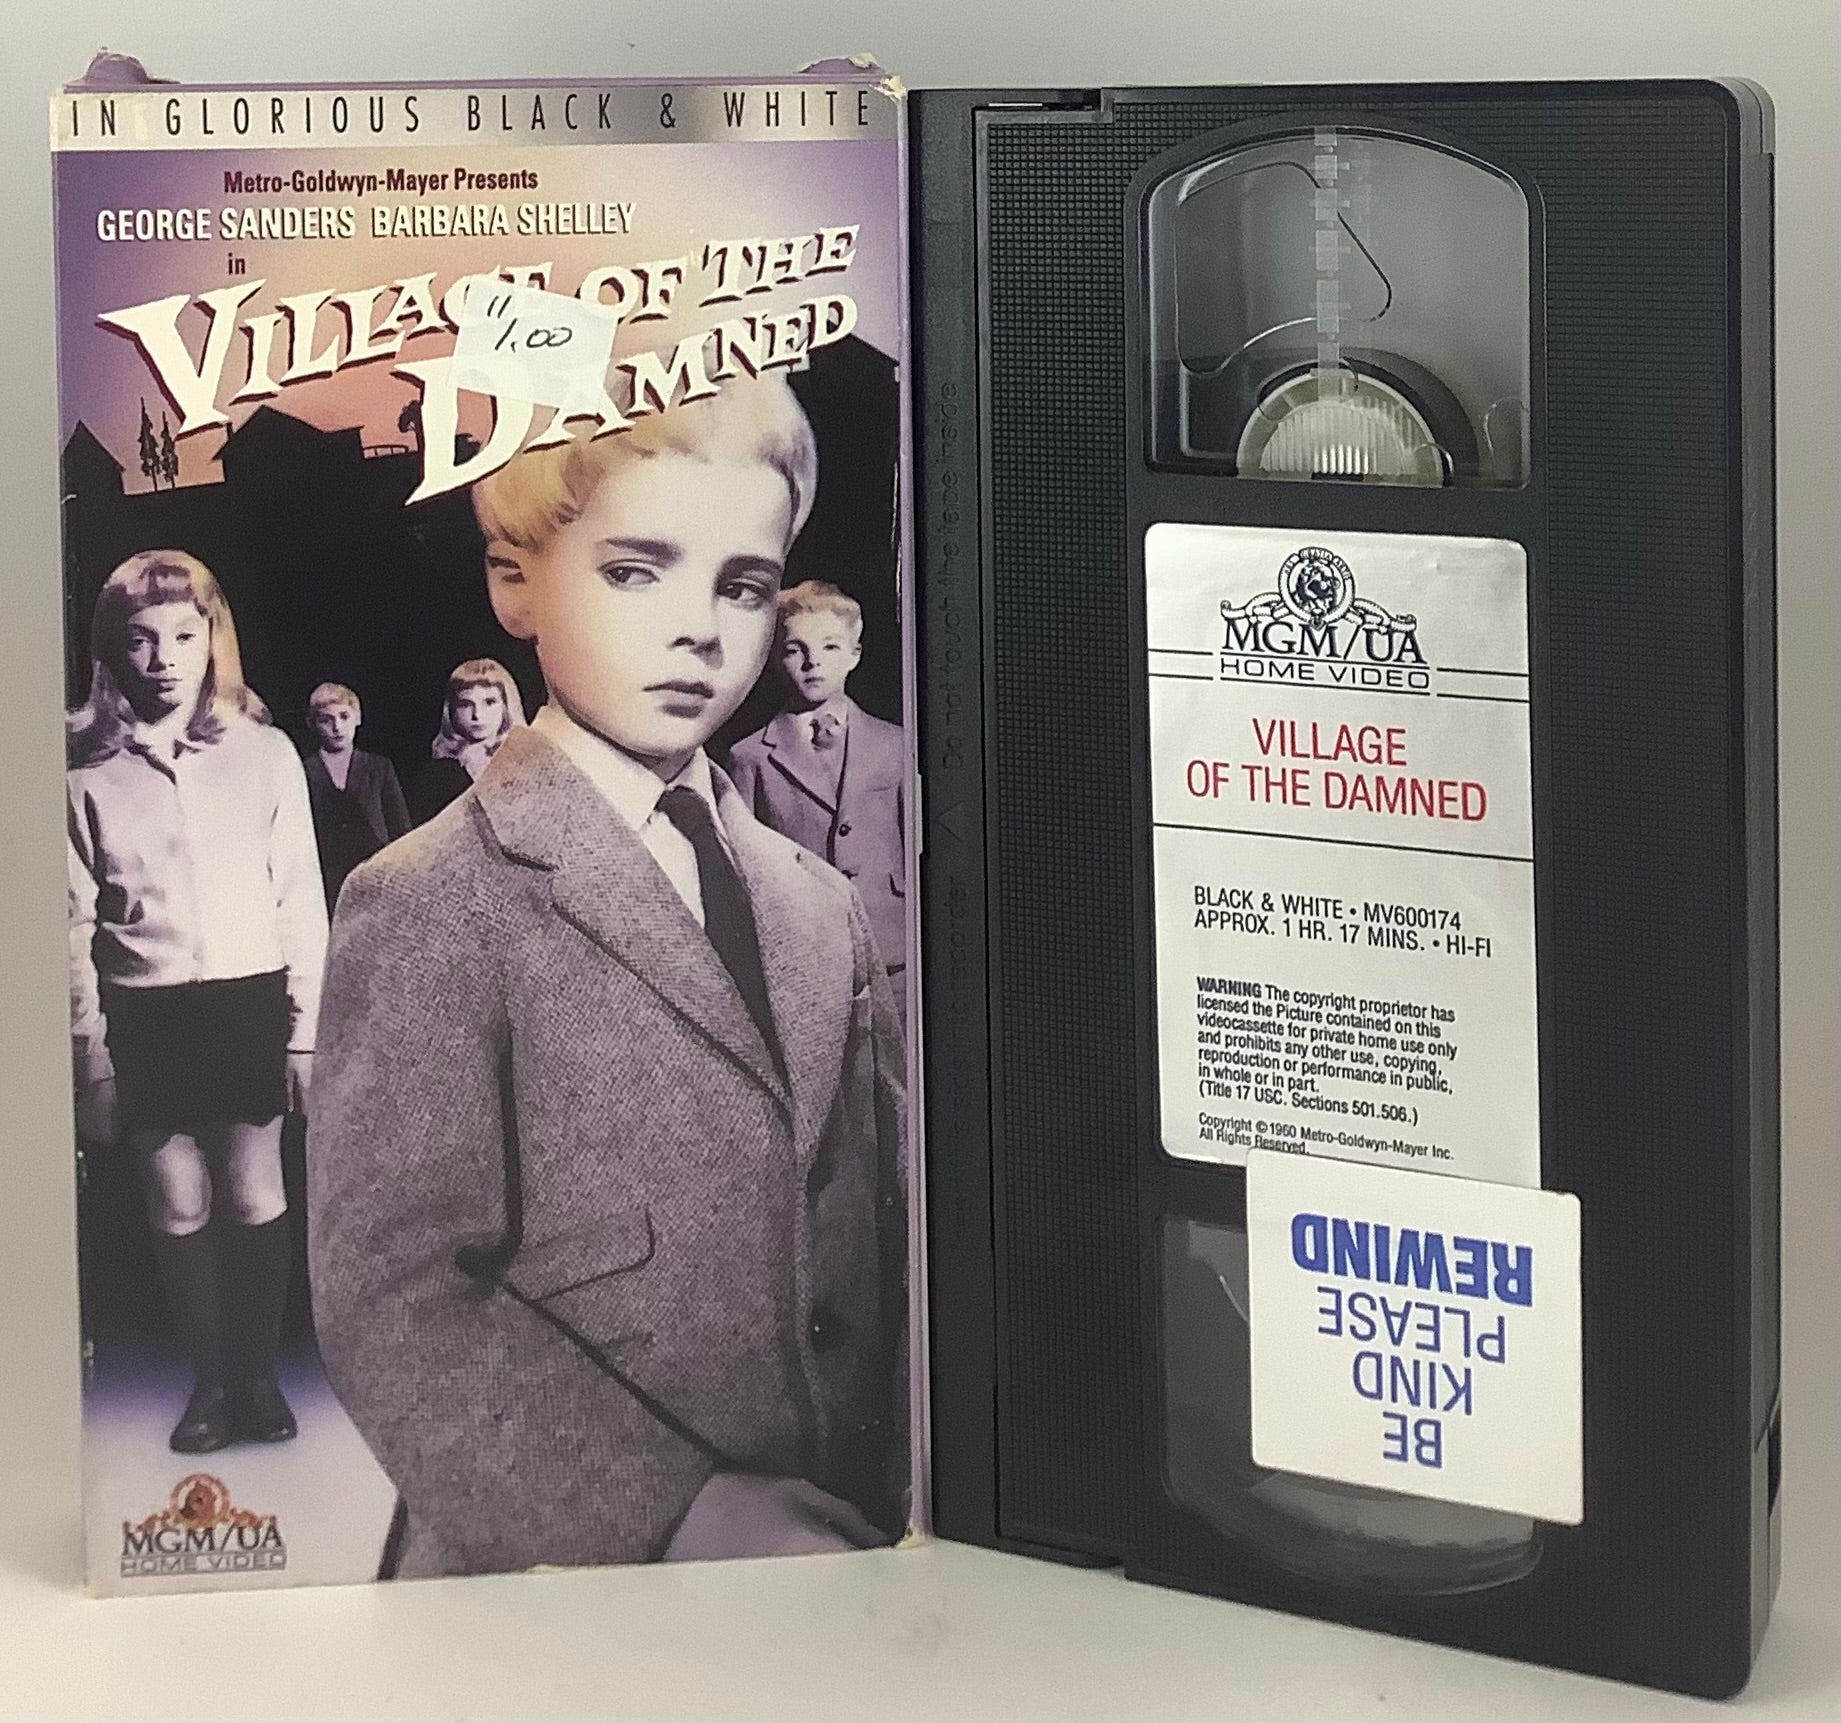 IN GLORIOUS BLACK & WHITE
Metro-Goldwyn-Mayer Presents
GEORGE SANDERS BARBARA SHELLEY
in
VILLAGE OF THE
DAMNED
11
1.00
MGM/UA
HOME VIDEO
Do not touch the tape inside
MGM/UA
HOME VIDEO
VILLAGE
OF THE DAMNED
BLACK & WHITE • MV600174
APPROX. 1 HR. 17 MINS. • HI-FI
WARNING The copyright proprietor has
licensed the Picture contained on this
videocassette for private home use only
and prohibits any other use, copying,
reproduction or performance in public,
in whole or in part.
(Title 17 USC. Sections 501.506.)
Copyright © 1960 Metro-Goldwyn-Mayer Inc.
All Rights Reserved.
BE
KIND
PLEASE
REWIND